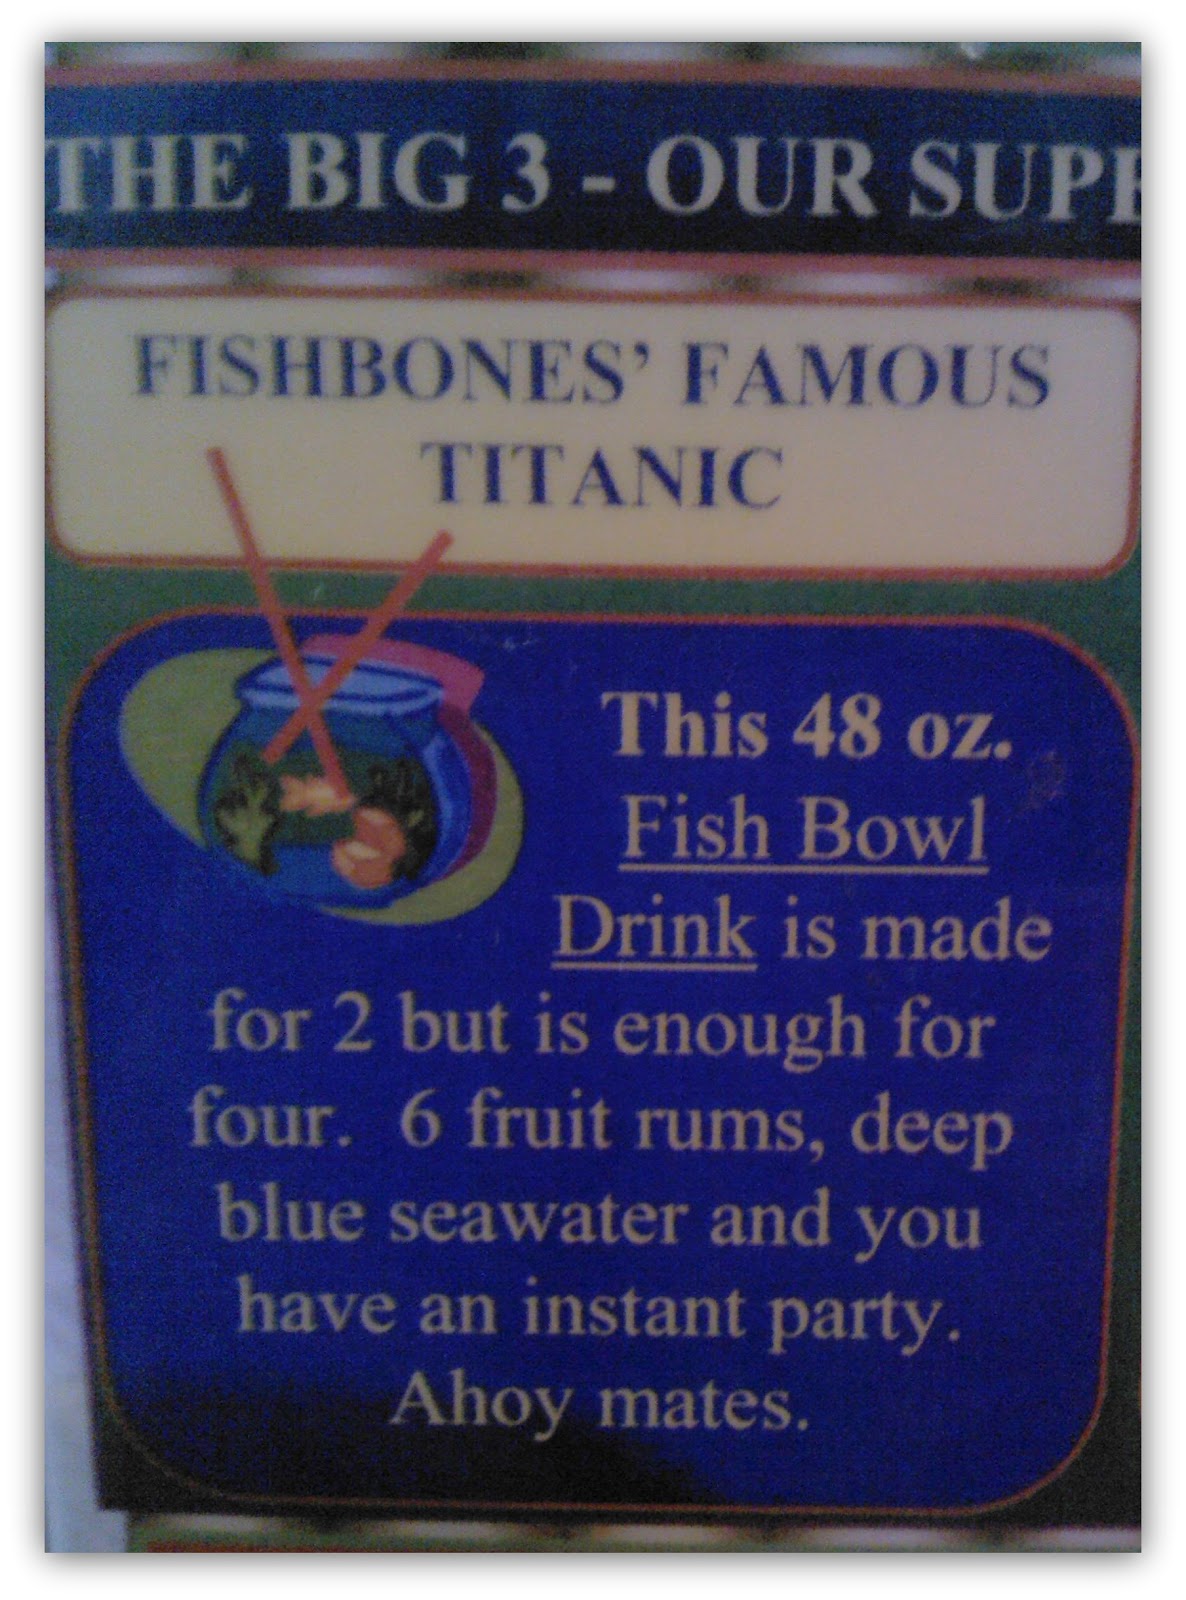 THE BIG 3 - OUR
FISHBONES' FAMOUS
TITANIC
This 48 oz.
Fish Bowl
Drink is made
for 2 but is enough for
four. 6 fruit rums, deep
blue seawater and you
have an instant party.
Ahoy mates.